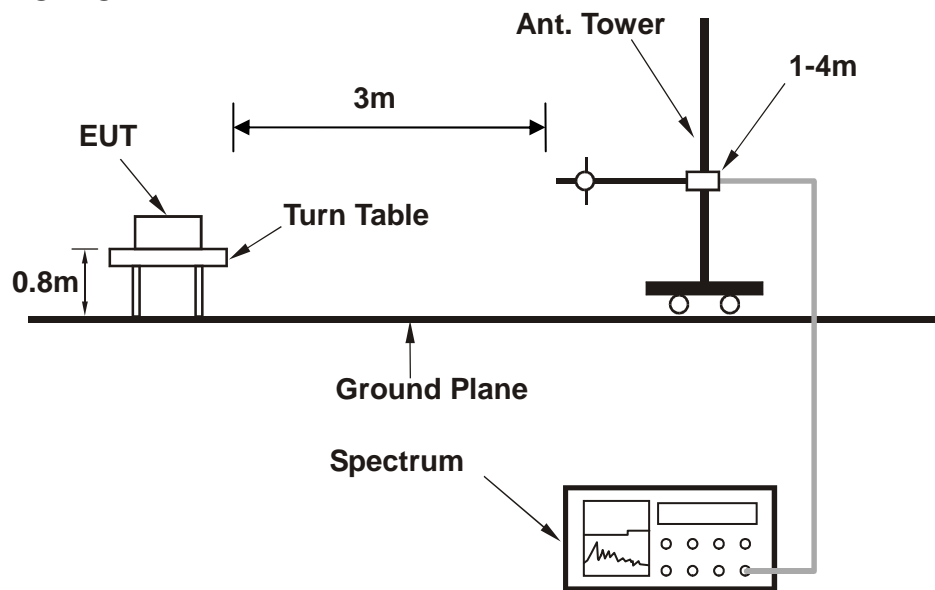 Ant. Tower
1-4m
3m
EUT
Turn Table
0.8m
Ground Plane
Spectrum